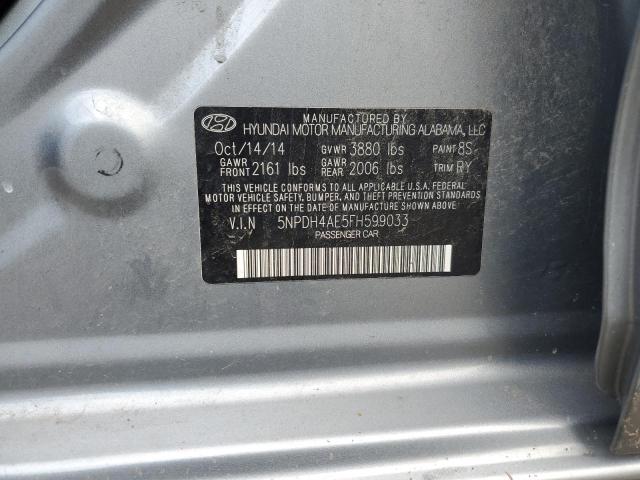 MANUFACTURED BY
HYUNDAI MOTOR MANUFACTURING ALABAMA, LLC
Oct/14/14 GVWR 3880 lbs PAINT 8S
GAWR FRONT 2161 lbs GAWR REAR 2006 lbs TRIM RY
THIS VEHICLE CONFORMS TO ALL APPLICABLE U.S.A. FEDERAL
MOTOR VEHICLE SAFETY, BUMPER, AND THEFT PREVENTION
STANDARDS IN EFFECT ON THE DATE OF MANUFACTURE SHOWN ABOVE.
V.I.N 5NPDH4AE5FH599033
PASSENGER CAR